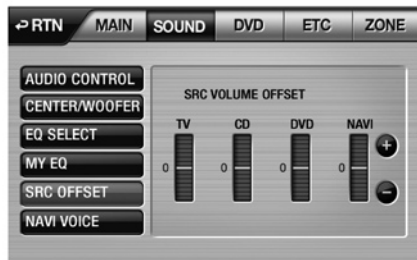 RTN MAIN SOUND DVD ETC ZONE
AUDIO CONTROL
CENTER/WOOFER
EQ SELECT
MY EQ
SRC OFFSET
NAVI VOICE
SRC VOLUME OFFSET
TV CD DVD NAVI
0 0 0 0
+
-